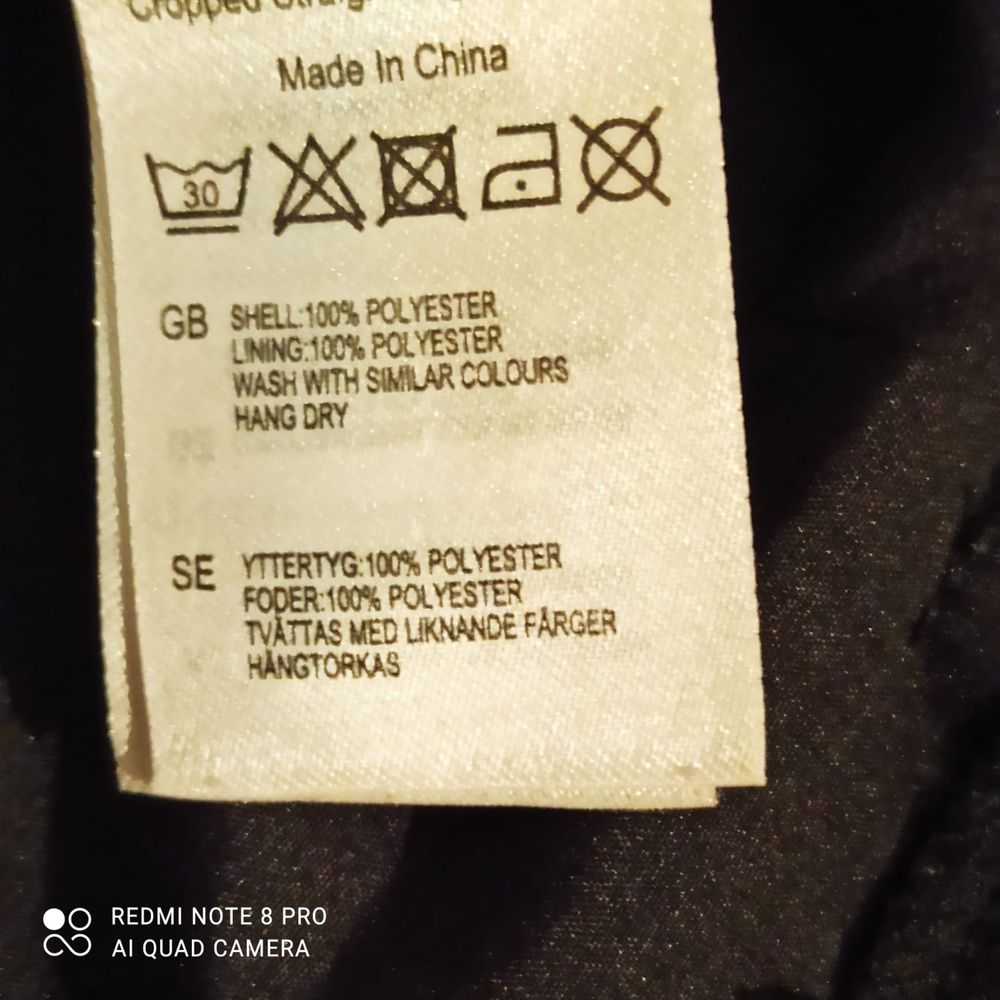 Made In China
30
GB SHELL:100% POLYESTER
LINING:100% POLYESTER
WASH WITH SIMILAR COLOURS
HANG DRY
SE YTTERTYG:100% POLYESTER
FODER:100% POLYESTER
TVÄTTAS MED LIKNANDE FÄRGER
HÄNGTORKAS
REDMI NOTE 8 PRO
AI QUAD CAMERA